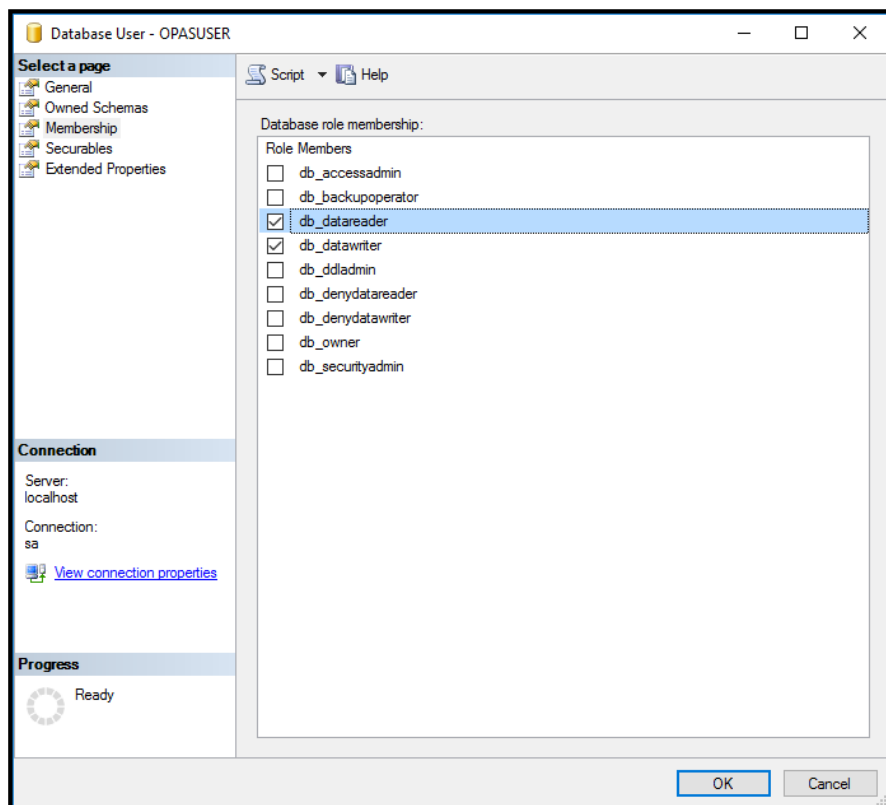 Database User - OPASUSER
Select a page
General
Owned Schemas
Membership
Securables
Extended Properties
Script
Help
Database role membership:
Role Members
db_accessadmin
db_backupoperator
db_datareader
db_datawriter
db_ddladmin
db_denydatareader
db_denydatawriter
db_owner
db_securityadmin
Connection
Server:
localhost
Connection:
sa
View connection properties
Progress
Ready
OK
Cancel